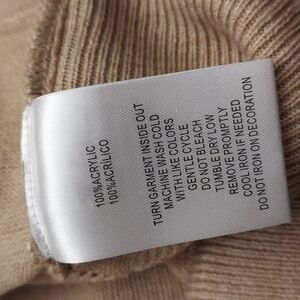 100%ACRYLIC
100%ACRÍLICO
TURN GARMENT INSIDE OUT
MACHINE WASH COLD
WITH LIKE COLORS
GENTLE CYCLE
DO NOT BLEACH
TUMBLE DRY LOW
REMOVE PROMPTLY
COOL IRON IF NEEDED
DO NOT IRON ON DECORATION